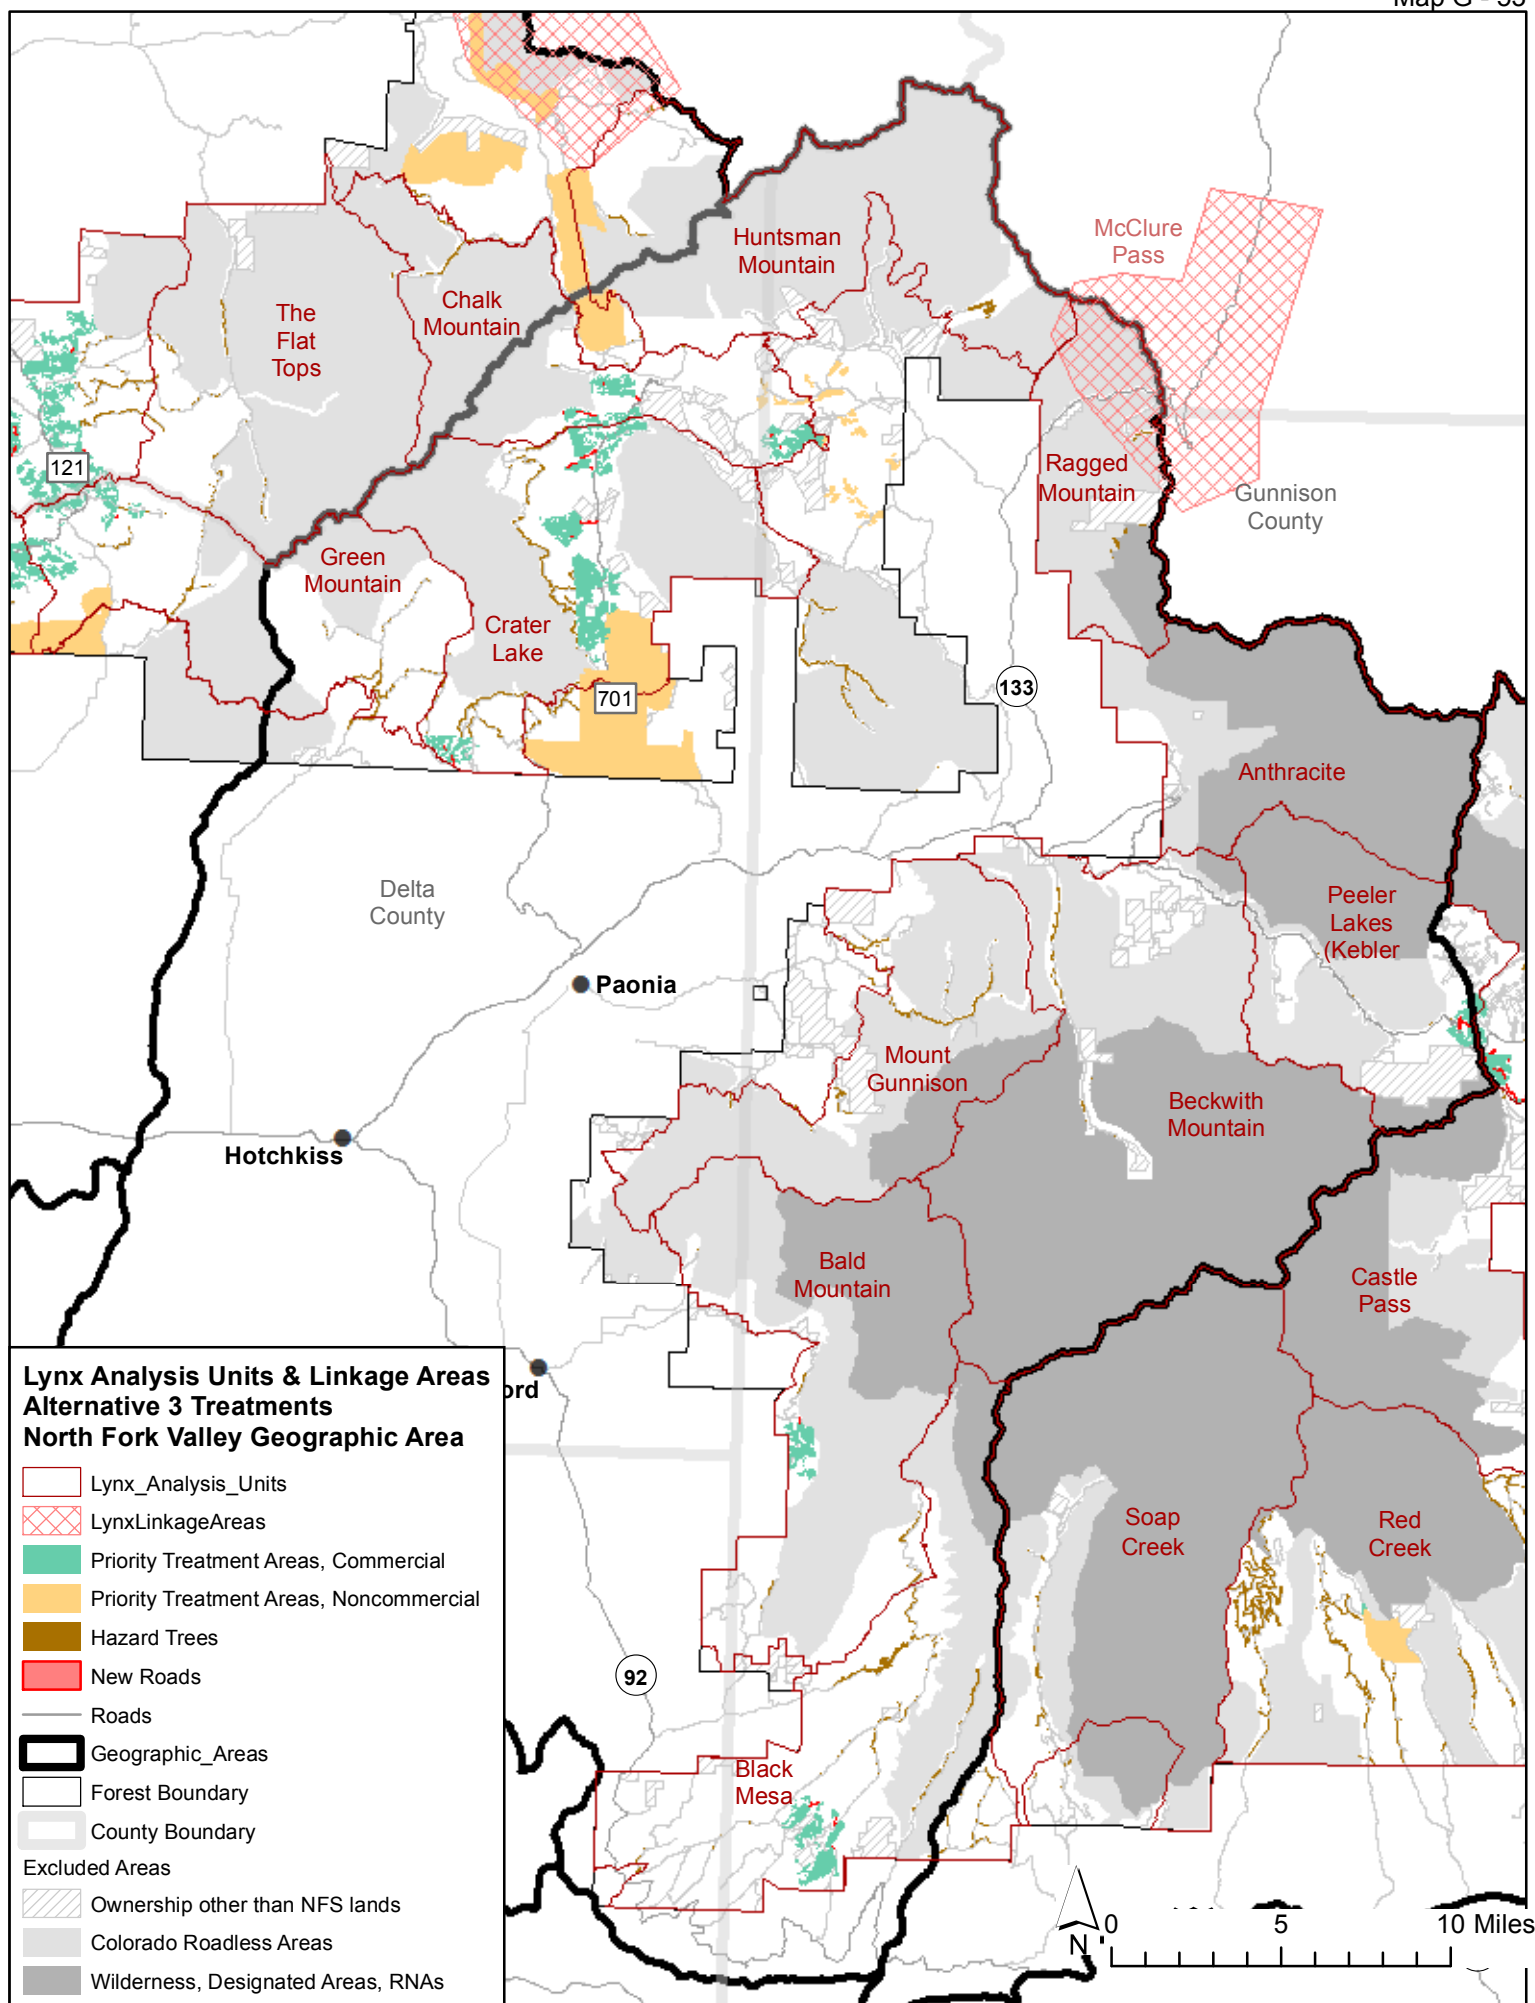 McClure
Pass
Huntsman
Mountain
The
Flat
Tops
Chalk
Mountain
121
Ragged
Mountain
Gunnison
County
Green
Mountain
Crater
Lake
701
133
Anthracite
Delta
County
Peeler
Lakes
(Kebler
Paonia
Mount
Gunnison
Beckwith
Mountain
Hotchkiss
Bald
Mountain
Castle
Pass
ord
Soap
Creek
Red
Creek
92
Black
Mesa
Lynx Analysis Units & Linkage Areas
Alternative 3 Treatments
North Fork Valley Geographic Area
Lynx_Analysis_Units
LynxLinkageAreas
Priority Treatment Areas, Commercial
Priority Treatment Areas, Noncommercial
Hazard Trees
New Roads
Roads
Geographic_Areas
Forest Boundary
County Boundary
Excluded Areas
Ownership other than NFS lands
Colorado Roadless Areas
Wilderness, Designated Areas, RNAs
N
0 5 10 Miles